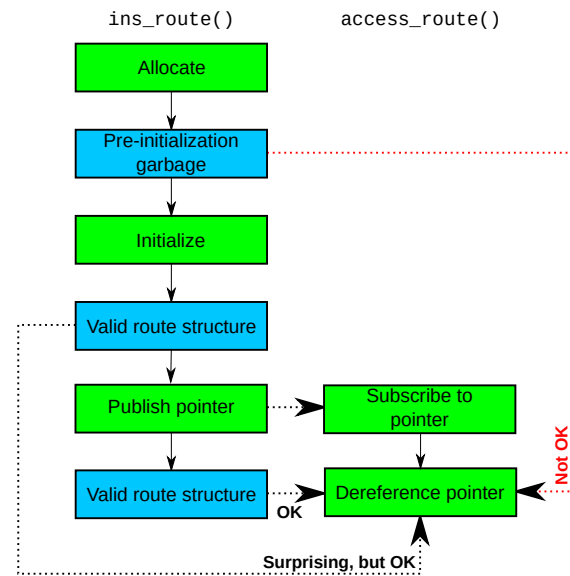 ins_route()
access_route()
Allocate
Pre-initialization
garbage
Initialize
Valid route structure
Publish pointer
Subscribe to
pointer
Valid route structure
OK
Dereference pointer
Not OK
Surprising, but OK